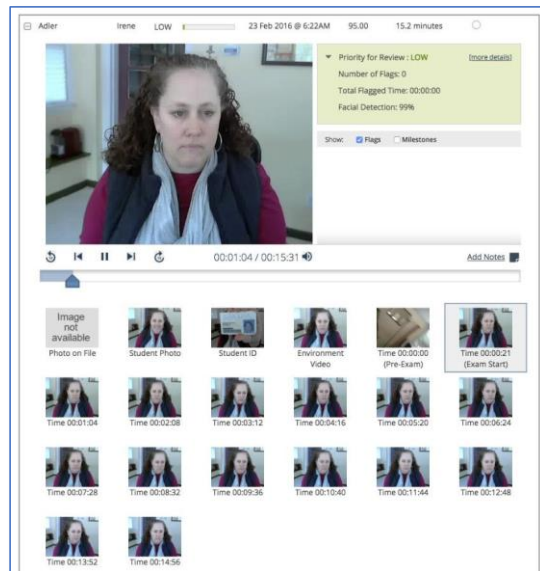 Adler Irene LOW 23 Feb 2016 @ 6:22AM 95.00 15.2 minutes
Priority for Review : LOW [more details]
Number of Flags: 0
Total Flagged Time: 00:00:00
Facial Detection: 99%
Show: Flags Milestones
00:01:04 / 00:15:31 Add Notes
Image
not
available
Photo on File Student Photo Student ID Environment
Video Time 00:00:00
(Pre-Exam) Time 00:00:21
(Exam Start)
Time 00:01:04 Time 00:02:08 Time 00:03:12 Time 00:04:16 Time 00:05:20 Time 00:06:24
Time 00:07:28 Time 00:08:32 Time 00:09:36 Time 00:10:40 Time 00:11:44 Time 00:12:48
Time 00:13:52 Time 00:14:56